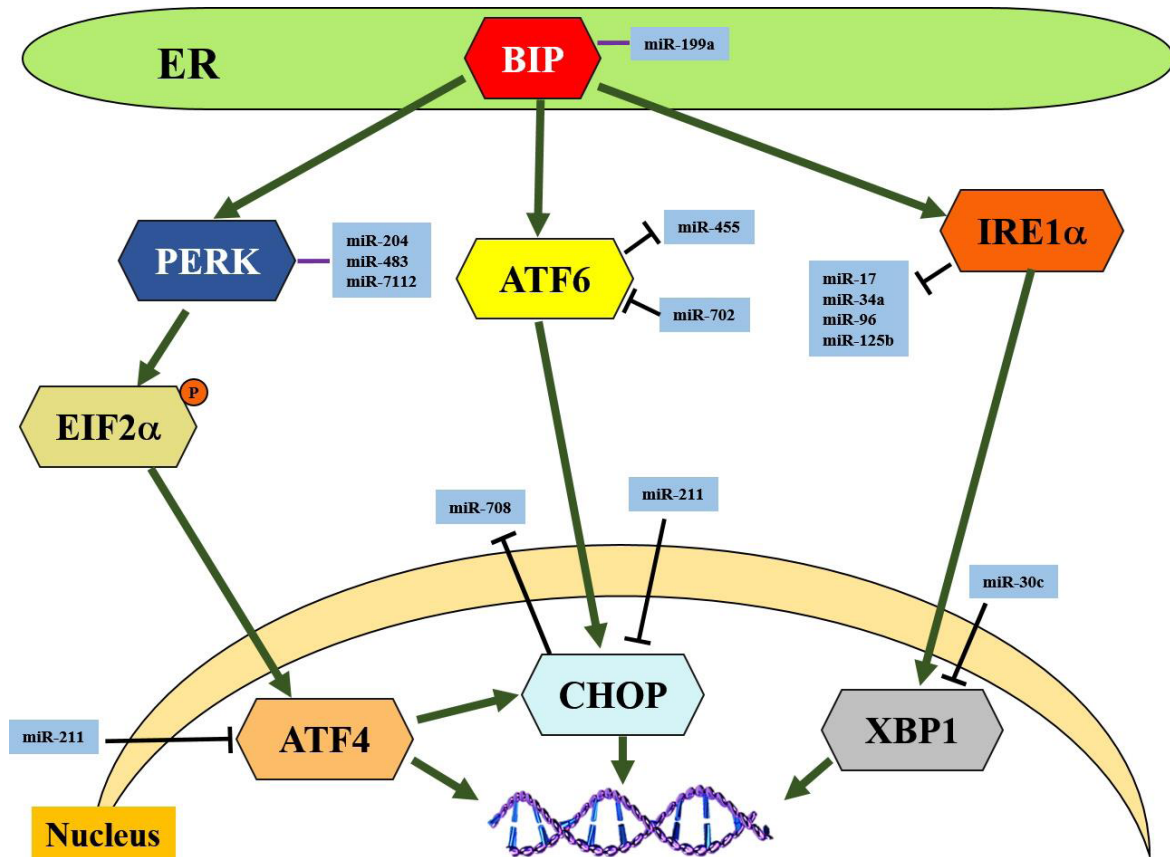 ER
BIP
miR-199a
PERK
miR-204
miR-483
miR-7112
ATF6
miR-455
miR-702
IRE1α
miR-17
miR-34a
miR-96
miR-125b
EIF2α
P
miR-708
miR-211
miR-30c
miR-211
ATF4
CHOP
XBP1
Nucleus